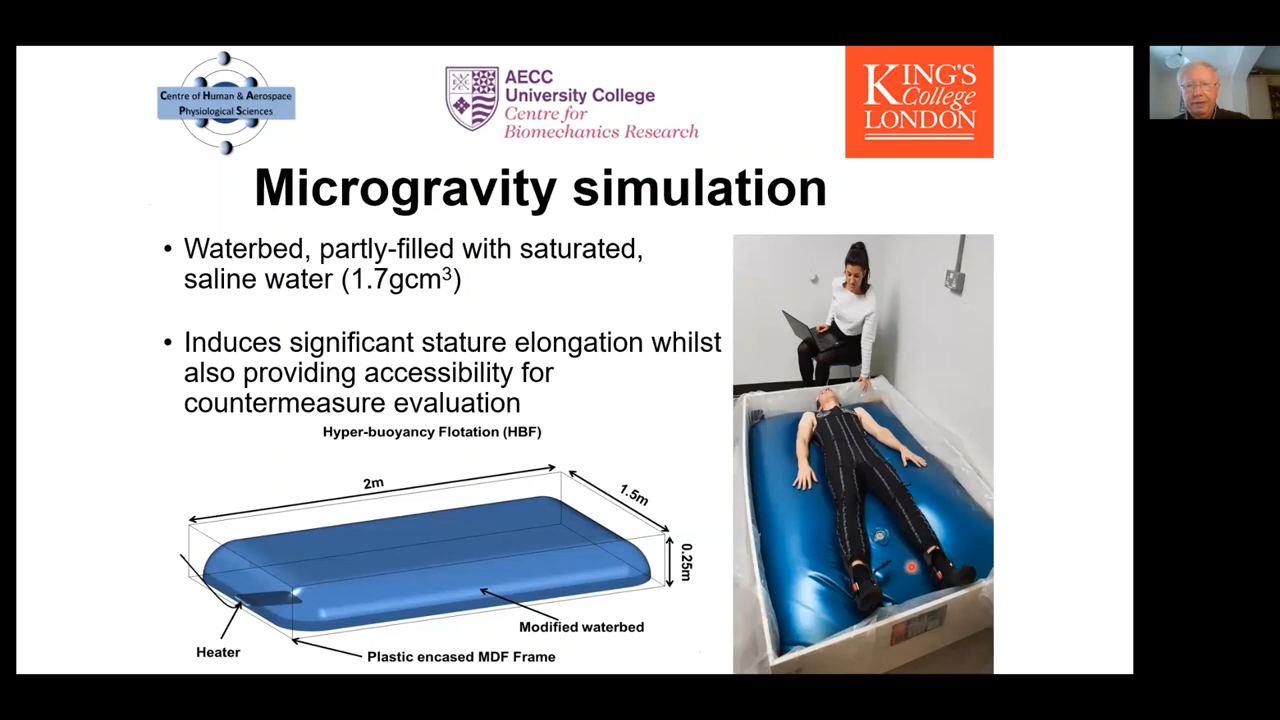 Centre of Human & Aerospace
Physiological Sciences
AECC
University College
Centre for
Biomechanics Research
KING'S
College
LONDON
Microgravity simulation
• Waterbed, partly-filled with saturated,
saline water (1.7gcm³)
• Induces significant stature elongation whilst
also providing accessibility for
countermeasure evaluation
Hyper-buoyancy Flotation (HBF)
2m
1.5m
0.25m
Modified waterbed
Heater
Plastic encased MDF Frame